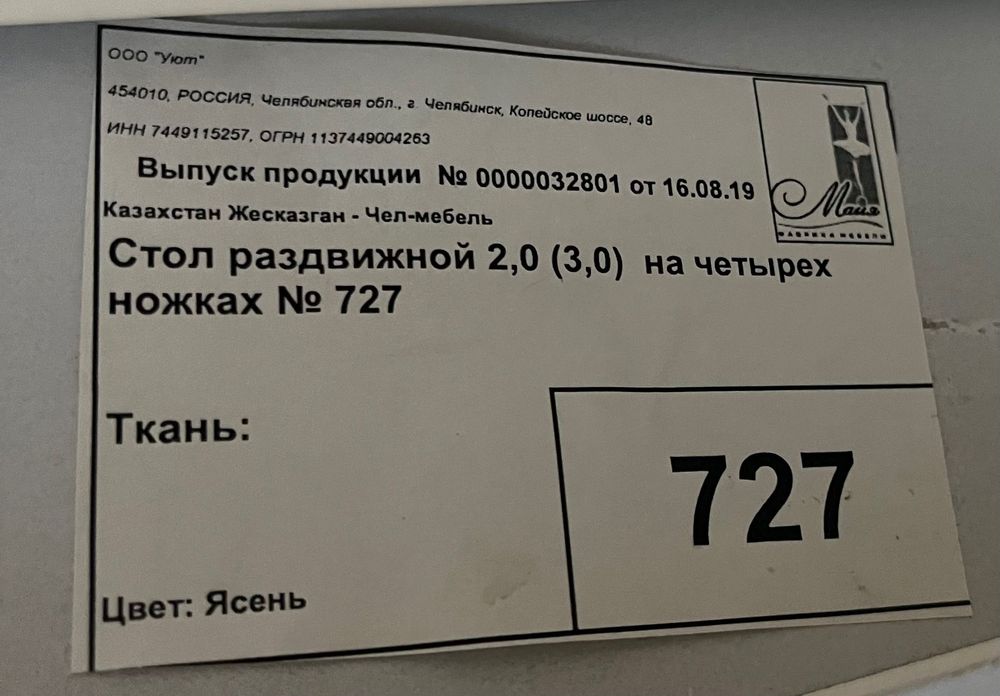 ООО "Уют"
454010, РОССИЯ, Челябинская обл., г. Челябинск, Копейское шоссе, 48
ИНН 7449115257, ОГРН 1137449004263
Выпуск продукции № 0000032801 от 16.08.19
Майя
ФАБРИКА МЕБЕЛИ
Казахстан Жесказган - Чел-мебель
Стол раздвижной 2,0 (3,0) на четырех
ножках № 727
Ткань:
727
Цвет: Ясень